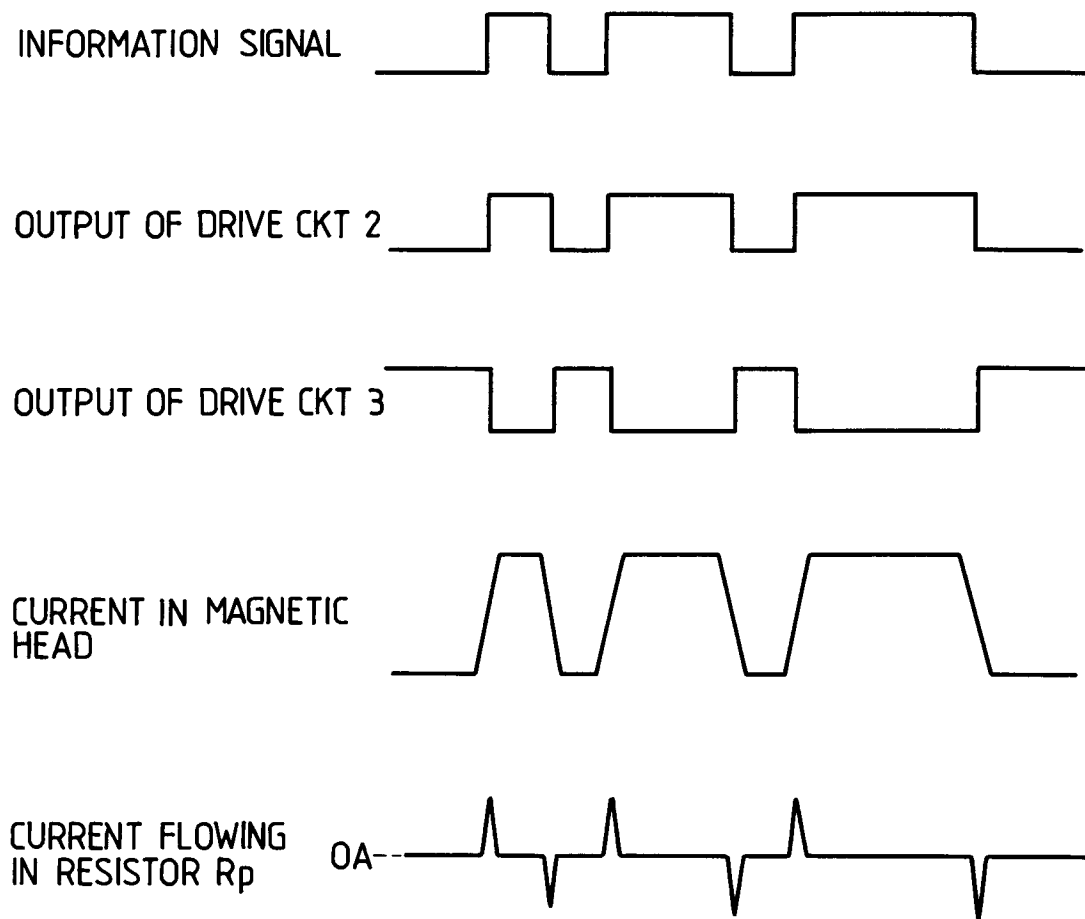 INFORMATION SIGNAL
OUTPUT OF DRIVE CKT 2
OUTPUT OF DRIVE CKT 3
CURRENT IN MAGNETIC
HEAD
CURRENT FLOWING
IN RESISTOR Rp
0A